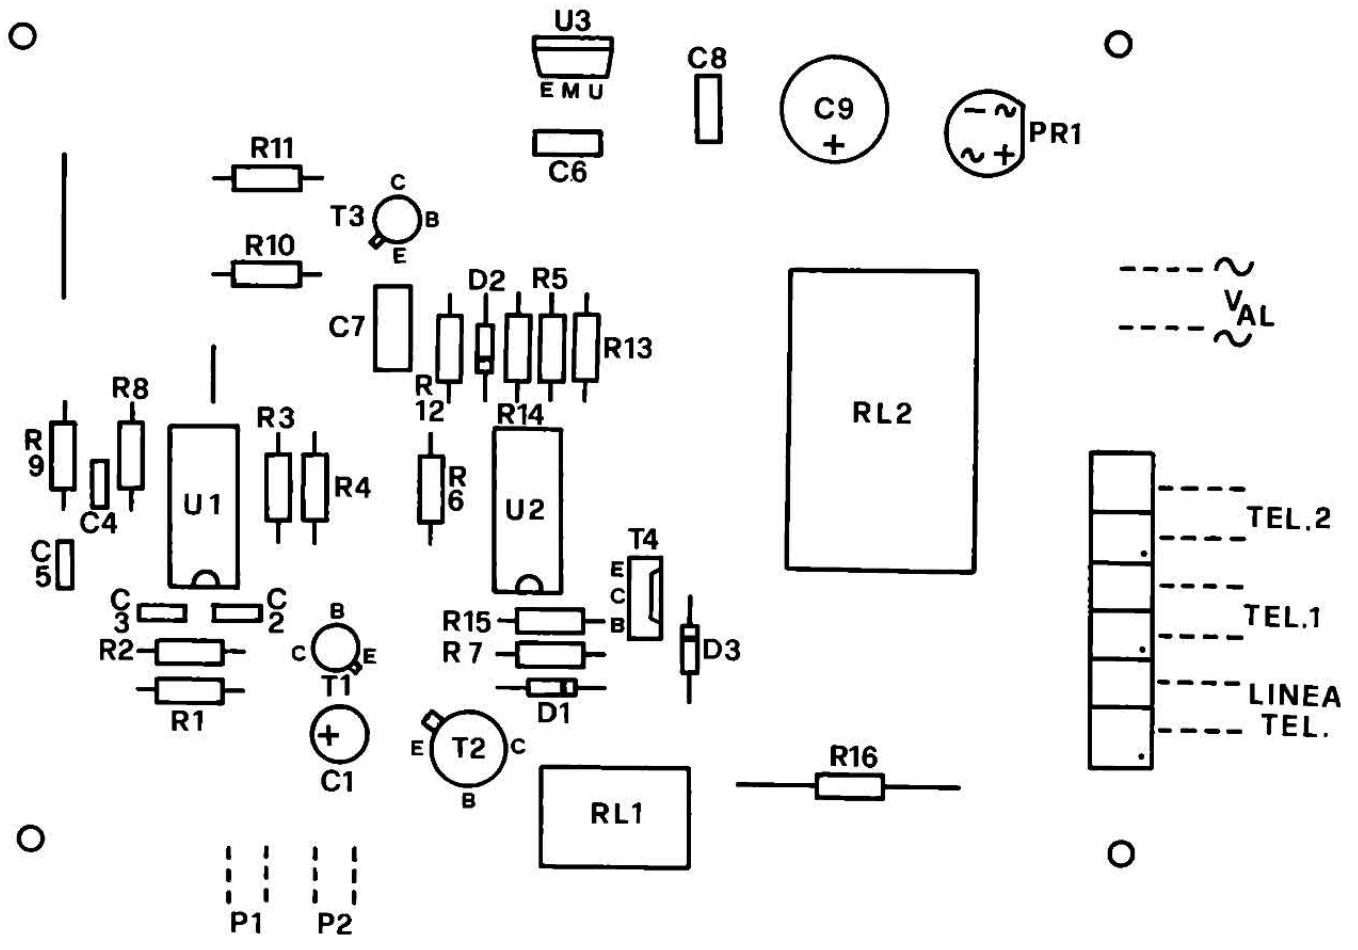 U3
E M U
C8
C9
+
− ~
~ +
PR1
R11
C6
C
T3
B
E
R10
~
V AL
~
D2
R5
C7
R13
R 12
R14
RL2
R8
R3
R 9
R4
R 6
C4
U1
U2
TEL.2
C 5
T4
E
C
B
TEL.1
C 3
C 2
B
C
E
T1
R15
R2
R7
D3
R1
D1
LINEA
TEL.
+
C1
E
T2
C
B
R16
RL1
P1
P2